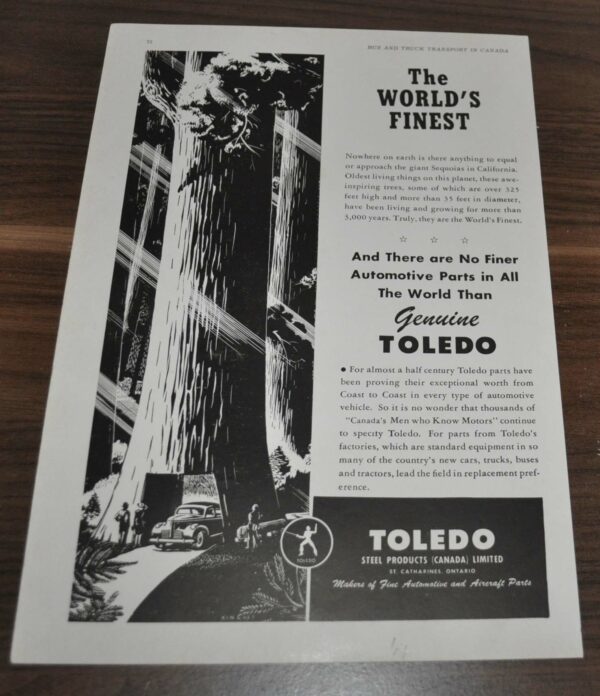 BUS AND TRUCK TRANSPORT IN CANADA
The
WORLD'S
FINEST
Nowhere on earth is there anything to equal
or approach the giant Sequoias in California.
Oldest living things on this planet, these awe-
inspiring trees, some of which are over 325
feet high and more than 35 feet in diameter,
have been living and growing for more than
3,000 years. Truly, they are the World's Finest.
And There are No Finer
Automotive Parts in All
The World Than
Genuine
TOLEDO
• For almost a half century Toledo parts have
been proving their exceptional worth from
Coast to Coast in every type of automotive
vehicle. So it is no wonder that thousands of
"Canada's Men who Know Motors" continue
to specify Toledo. For parts from Toledo's
factories, which are standard equipment in so
many of the country's new cars, trucks, buses
and tractors, lead the field in replacement pref-
erence.
TOLEDO
TOLEDO
STEEL PRODUCTS (CANADA) LIMITED
ST. CATHARINES, ONTARIO
Makers of Fine Automotive and Aircraft Parts